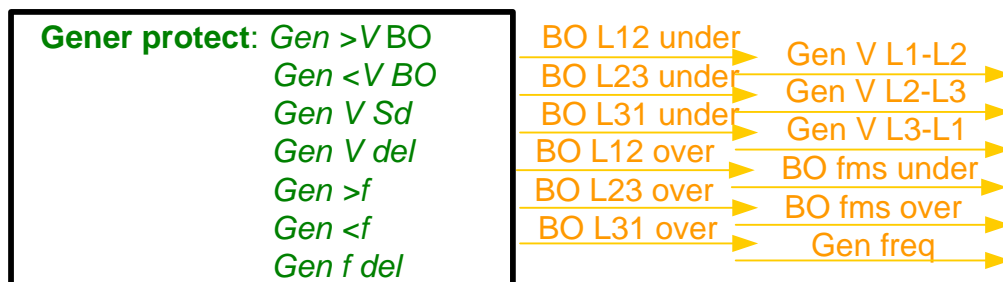 Gener protect: Gen >V BO
Gen <V BO
Gen V Sd
Gen V del
Gen >f
Gen <f
Gen f del
BO L12 under
BO L23 under
BO L31 under
BO L12 over
BO L23 over
BO L31 over
Gen V L1-L2
Gen V L2-L3
Gen V L3-L1
BO fms under
BO fms over
Gen freq